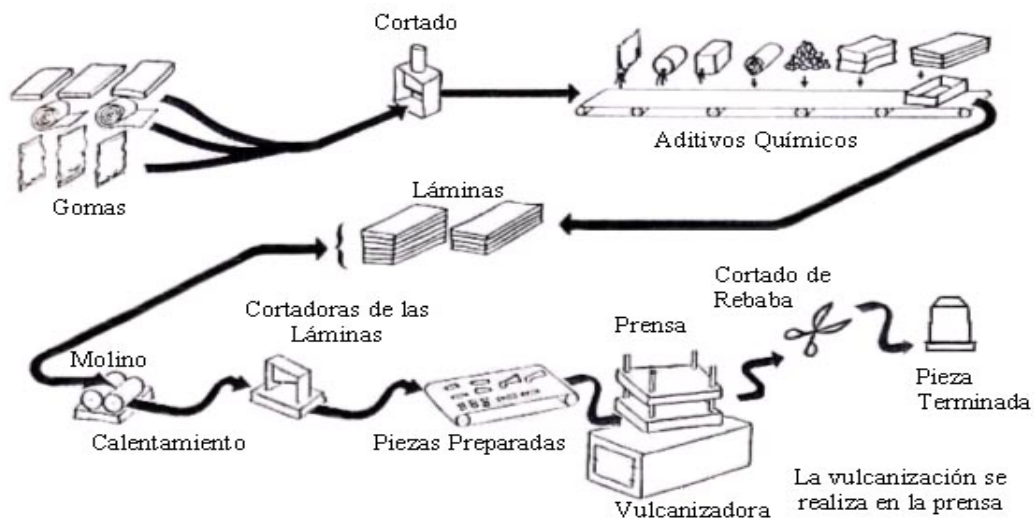 Cortado
Gomas
Aditivos Químicos
Láminas
Cortadoras de las
Láminas
Molino
Calentamiento
Piezas Preparadas
Prensa
Vulcanizadora
Cortado de
Rebaba
Pieza
Terminada
La vulcanización se
realiza en la prensa